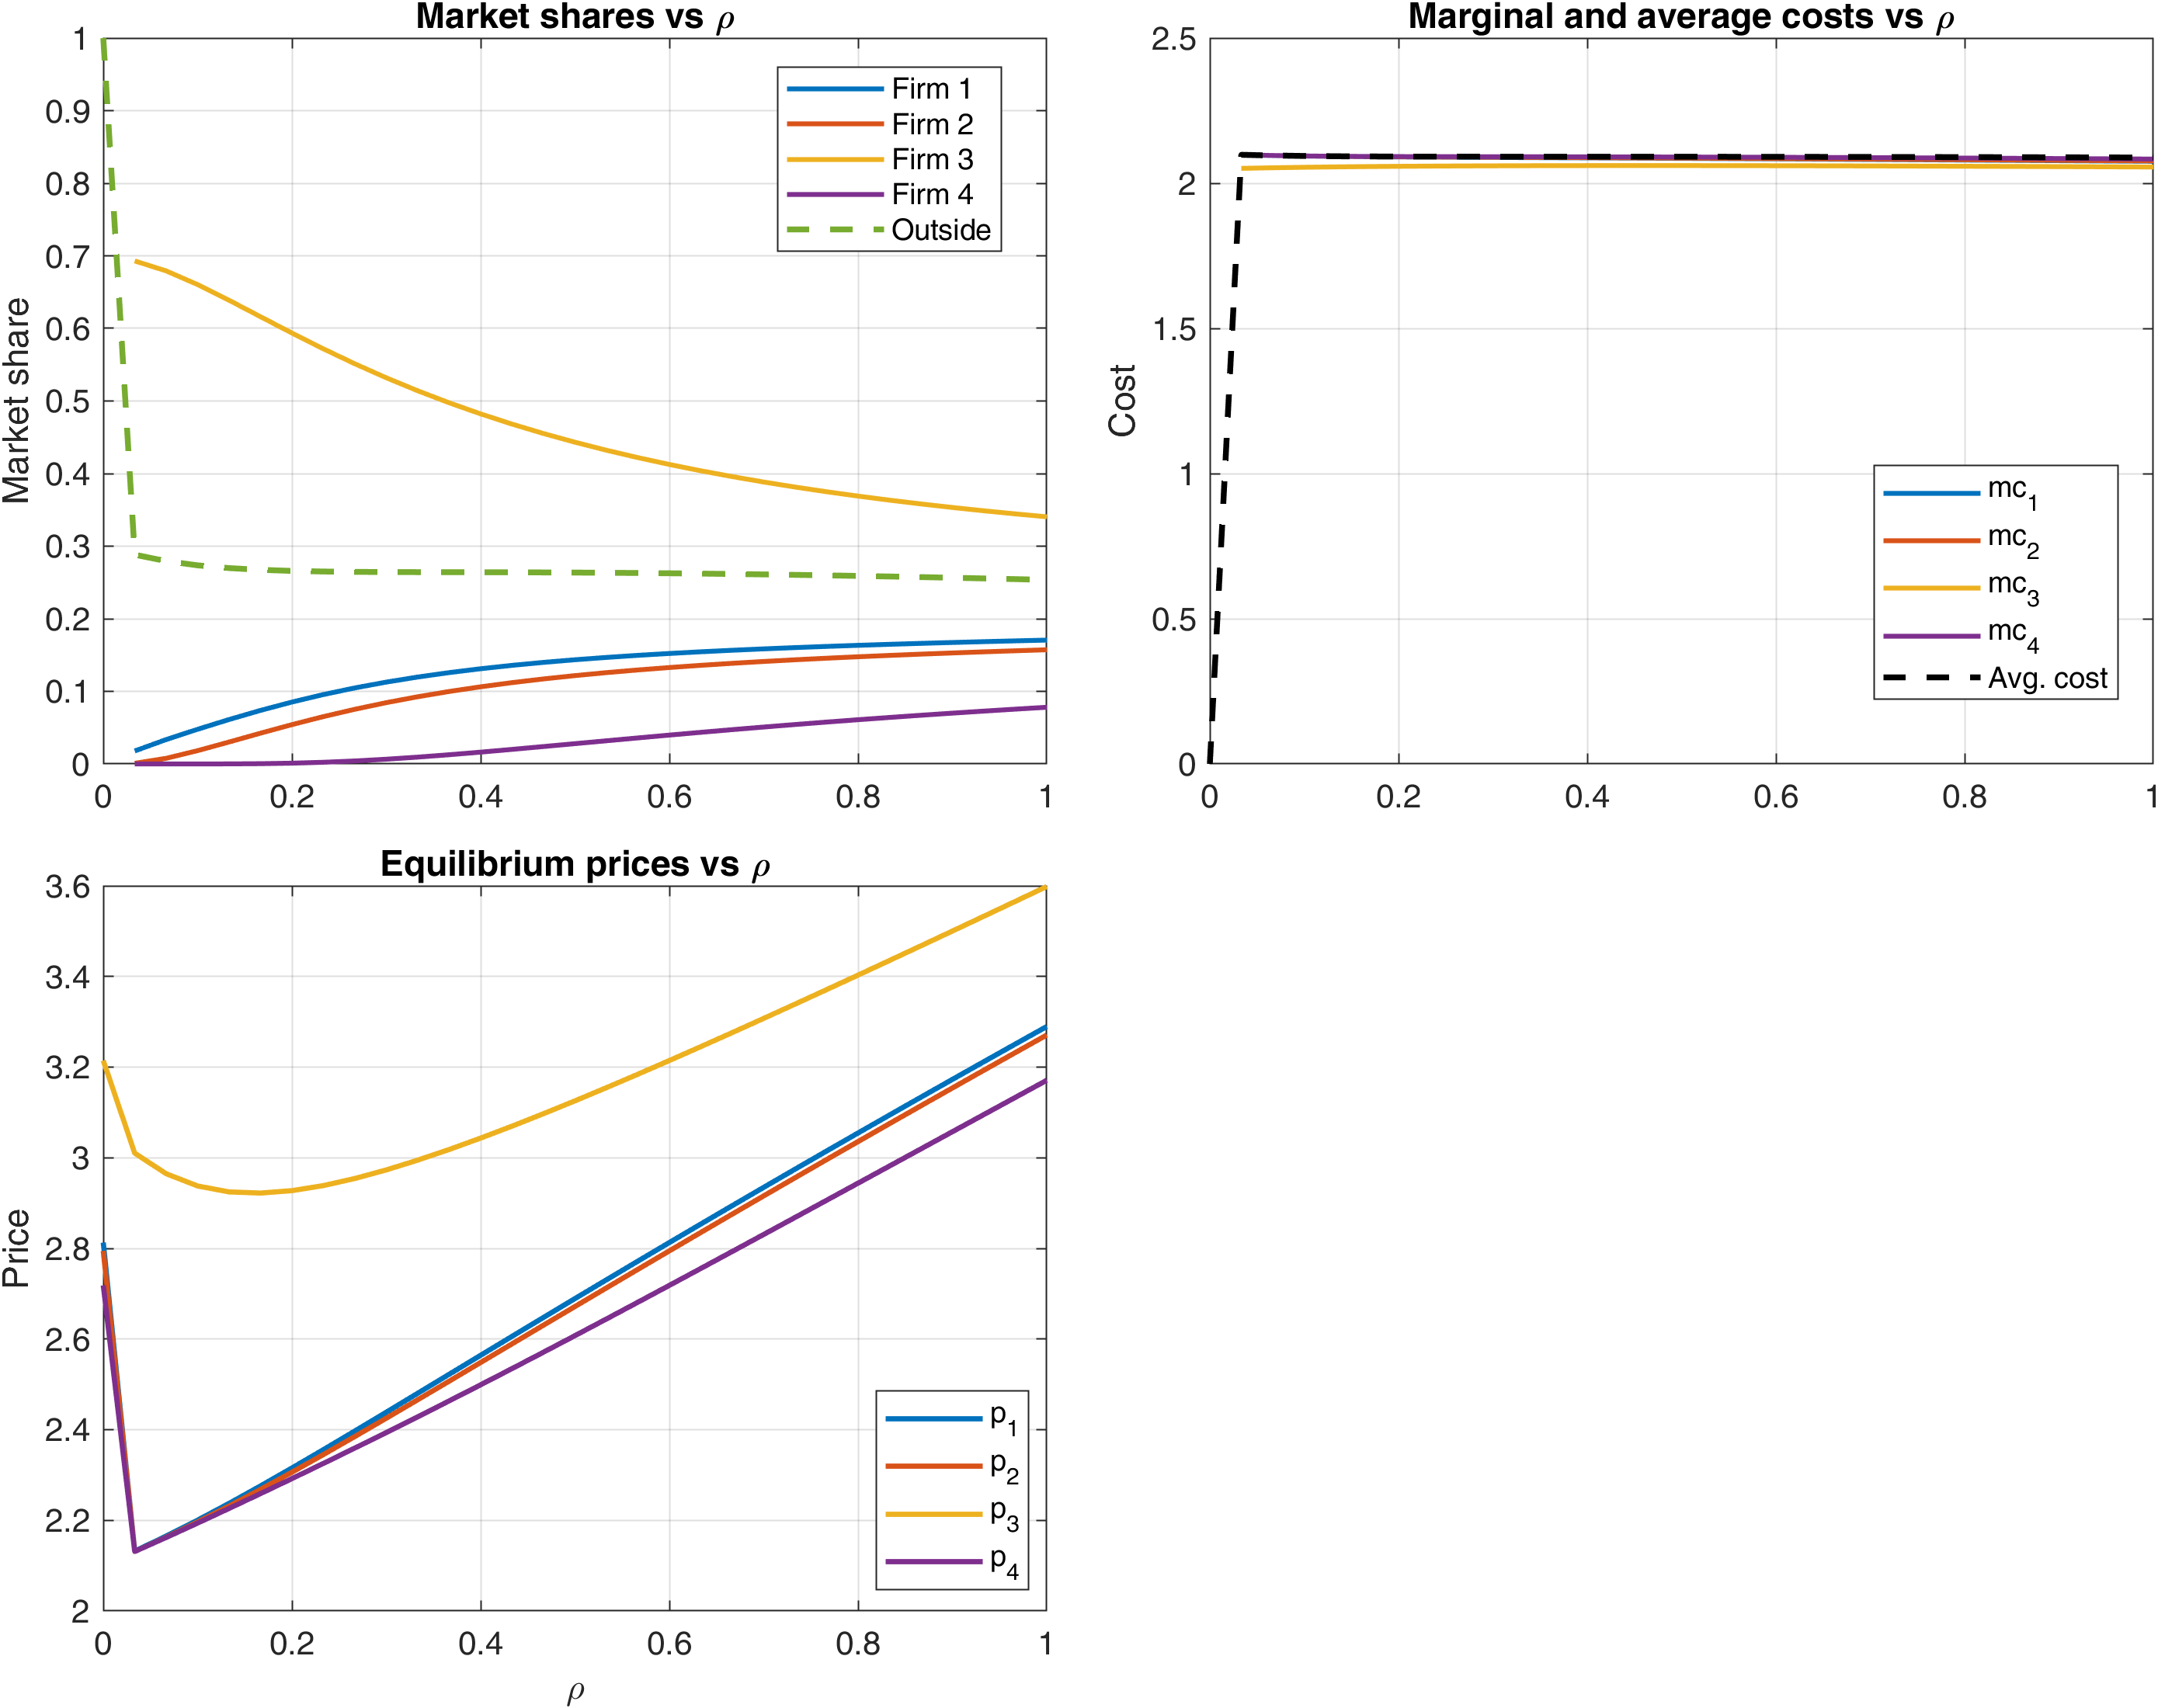 Market shares vs ρ
1
0.9
0.8
0.7
0.6
0.5
0.4
0.3
0.2
0.1
0
Market share
0 0.2 0.4 0.6 0.8 1
Firm 1
Firm 2
Firm 3
Firm 4
Outside
Marginal and average costs vs ρ
2.5
2
1.5
1
0.5
0
Cost
0 0.2 0.4 0.6 0.8 1
mc1
mc2
mc3
mc4
Avg. cost
Equilibrium prices vs ρ
3.6
3.4
3.2
3
2.8
2.6
2.4
2.2
2
Price
0 0.2 0.4 0.6 0.8 1
ρ
p1
p2
p3
p4